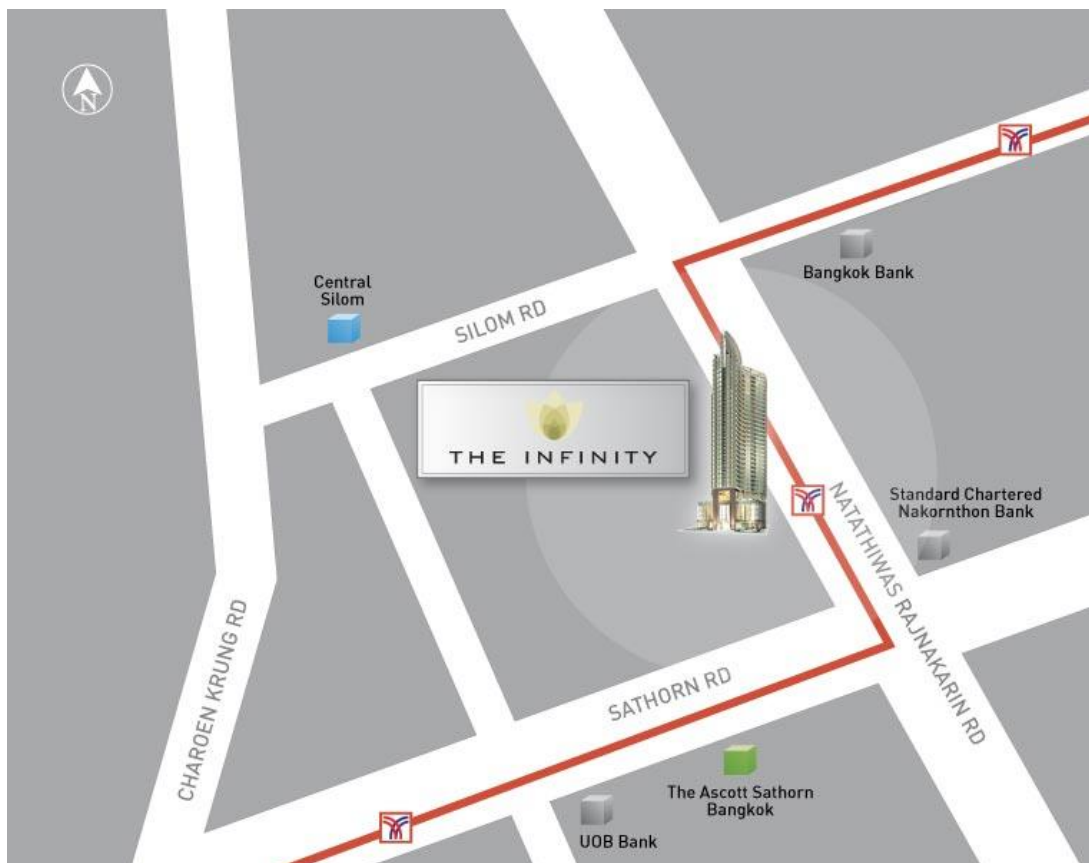 N
Bangkok Bank
Central
Silom
SILOM RD
THE INFINITY
Standard Chartered
Nakornthon Bank
NATATHIWAS RAJNAKARIN RD
CHAROEN KRUNG RD
SATHORN RD
The Ascott Sathorn
Bangkok
UOB Bank